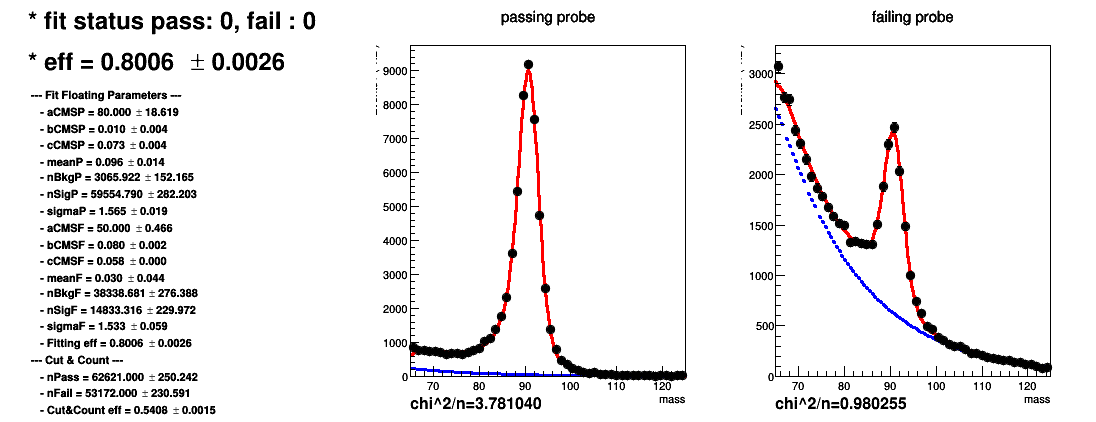 * fit status pass: 0, fail : 0
* eff = 0.8006 ± 0.0026
--- Fit Floating Parameters ---
- aCMSP = 80.000 ± 18.619
- bCMSP = 0.010 ± 0.004
- cCMSP = 0.073 ± 0.004
- meanP = 0.096 ± 0.014
- nBkgP = 3065.922 ± 152.165
- nSigP = 59554.790 ± 282.203
- sigmaP = 1.565 ± 0.019
- aCMSF = 50.000 ± 0.466
- bCMSF = 0.080 ± 0.002
- cCMSF = 0.058 ± 0.000
- meanF = 0.030 ± 0.044
- nBkgF = 38338.681 ± 276.388
- nSigF = 14833.316 ± 229.972
- sigmaF = 1.533 ± 0.059
- Fitting eff = 0.8006 ± 0.0026
--- Cut & Count ---
- nPass = 62621.000 ± 250.242
- nFail = 53172.000 ± 230.591
- Cut&Count eff = 0.5408 ± 0.0015
passing probe
9000
8000
7000
6000
5000
4000
3000
2000
1000
0
70 80 90 100 110 120
mass
chi^2/n=3.781040
failing probe
3000
2500
2000
1500
1000
500
0
70 80 90 100 110 120
mass
chi^2/n=0.980255